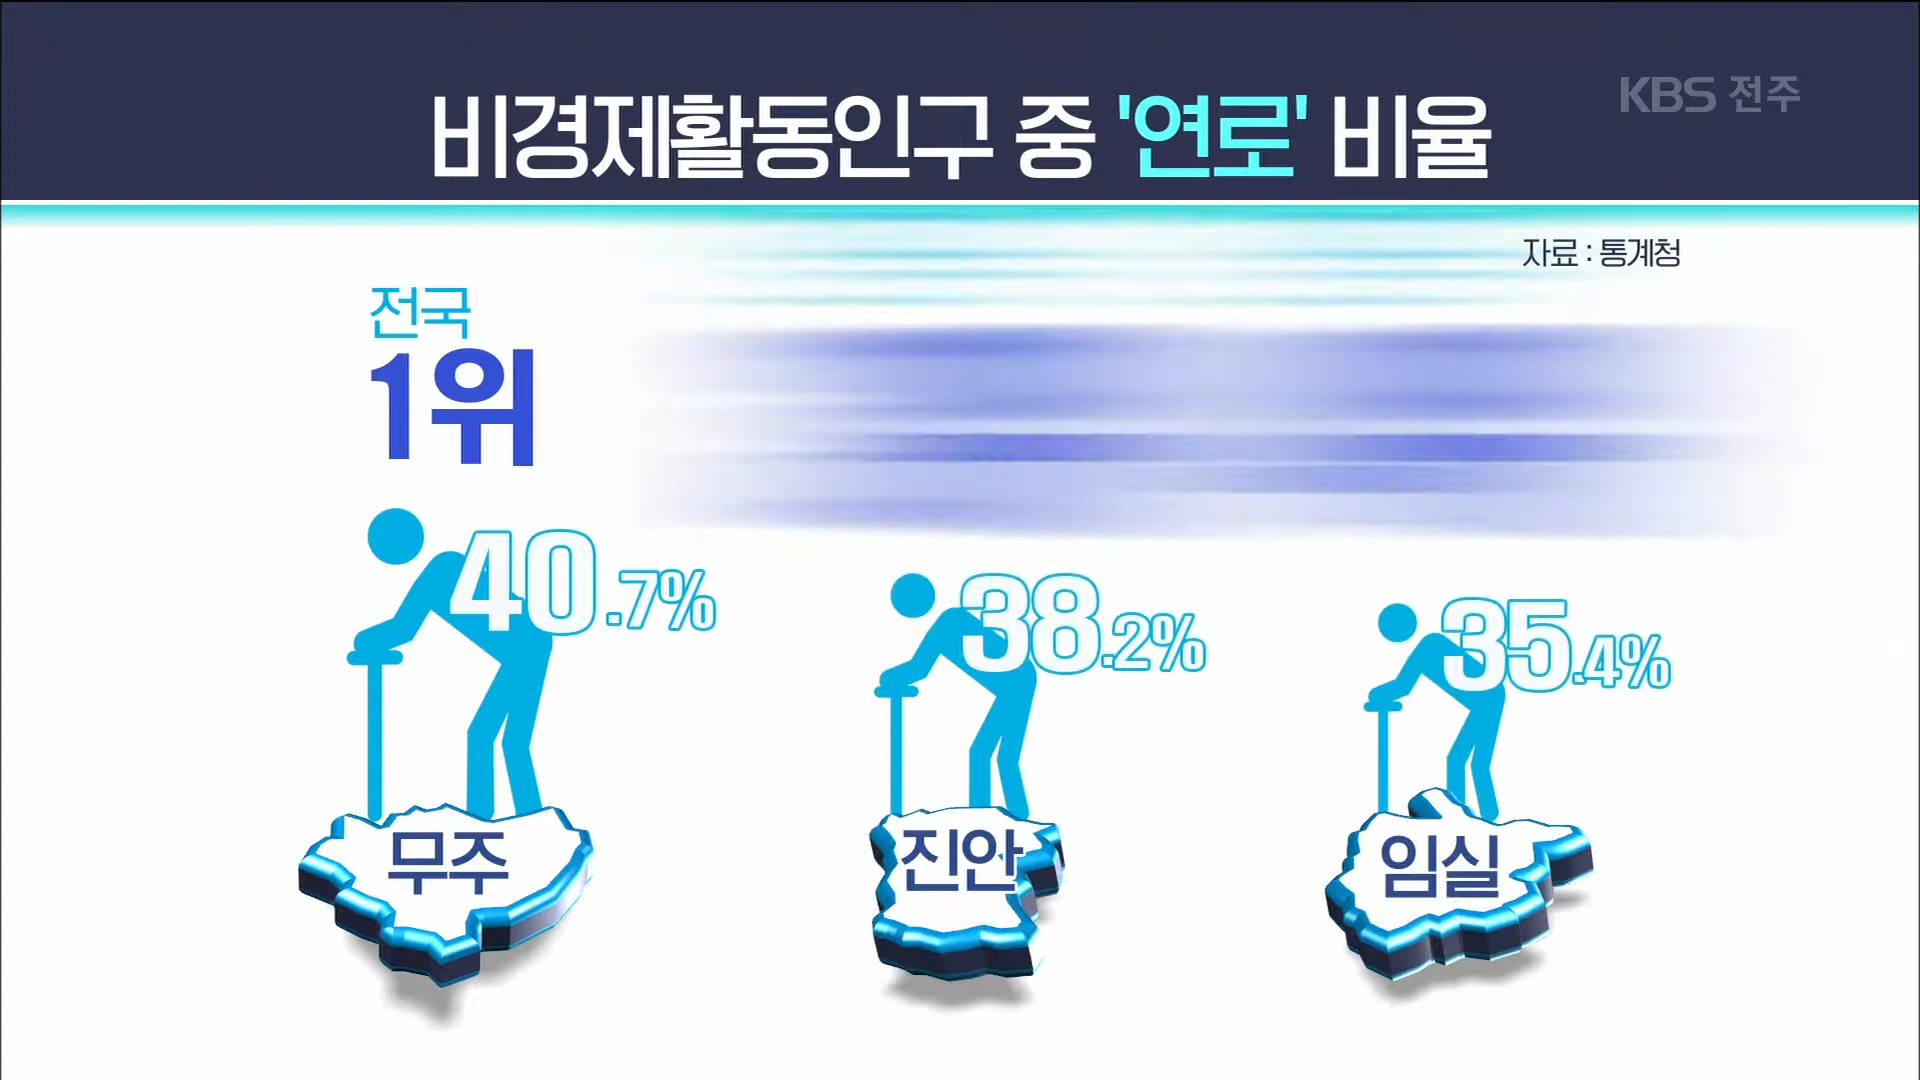 KBS 전주
비경제활동인구 중 '연로' 비율
자료 : 통계청
전국
1위
40.7%
38.2%
35.4%
무주
진안
임실